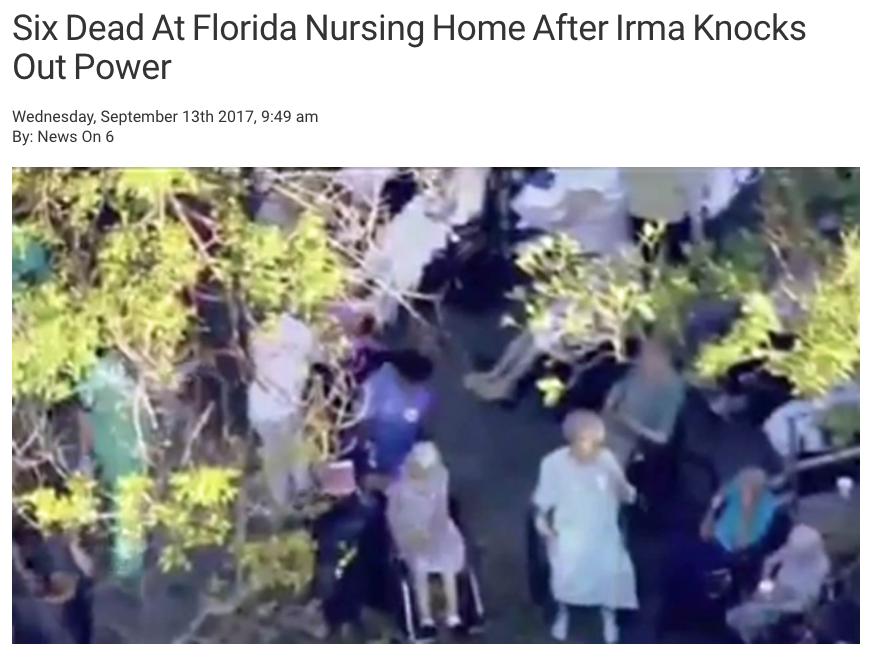 Six Dead At Florida Nursing Home After Irma Knocks
Out Power
Wednesday, September 13th 2017, 9:49 am
By: News On 6